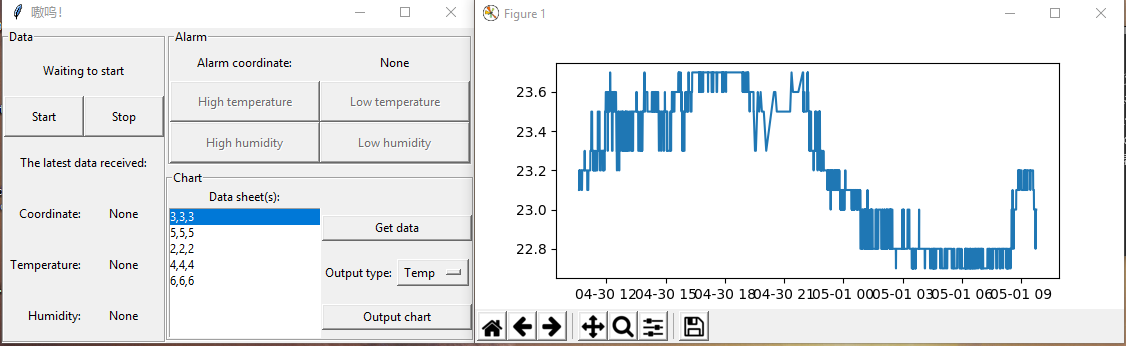 嗷呜!
Data
Waiting to start
Start
Stop
The latest data received:
Coordinate: None
Temperature: None
Humidity: None
Alarm
Alarm coordinate: None
High temperature
Low temperature
High humidity
Low humidity
Chart
Data sheet(s):
3,3,3
5,5,5
2,2,2
4,4,4
6,6,6
Get data
Output type: Temp
Output chart
Figure 1
23.6
23.4
23.2
23.0
22.8
04-30 12
04-30 15
04-30 18
04-30 21
05-01 00
05-01 03
05-01 06
05-01 09